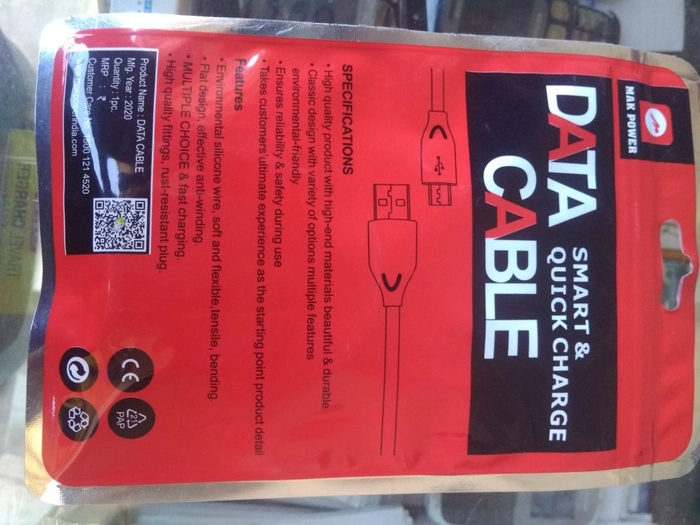 MAK POWER
DATA
SMART &
QUICK CHARGE
CABLE
SPECIFICATIONS
• High quality product with high-end materials beautiful & durable
• Classic design with variety of options multiple features
environmental-friendly
• Ensures reliability & safety during use
• Takes customers ultimate experience as the starting point product detail
Features
• Environmental silicone wire, soft and flexible,tensile, bending.
• Flat design, effective anti-winding.
• MULTIPLE CHOICE & fast charging.
• High quality fittings, rust-resistant plug.
Product Name : DATA CABLE
Mfg. Year : 2020
Quantity : 1pc
MRP : ₹
Customer Care No. 121 4520
CE
21
PAP